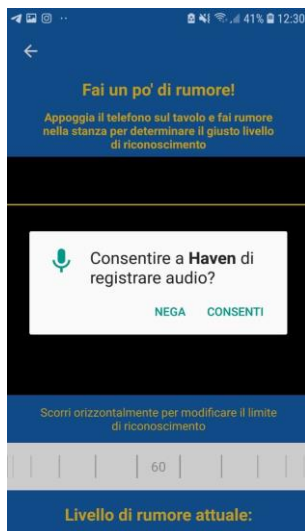 41% 12:30
Fai un po' di rumore!
Appoggia il telefono sul tavolo e fai rumore
nella stanza per determinare il giusto livello
di riconoscimento
Consentire a Haven di
registrare audio?
NEGA CONSENTI
Scorri orizzontalmente per modificare il limite
di riconoscimento
60
Livello di rumore attuale: